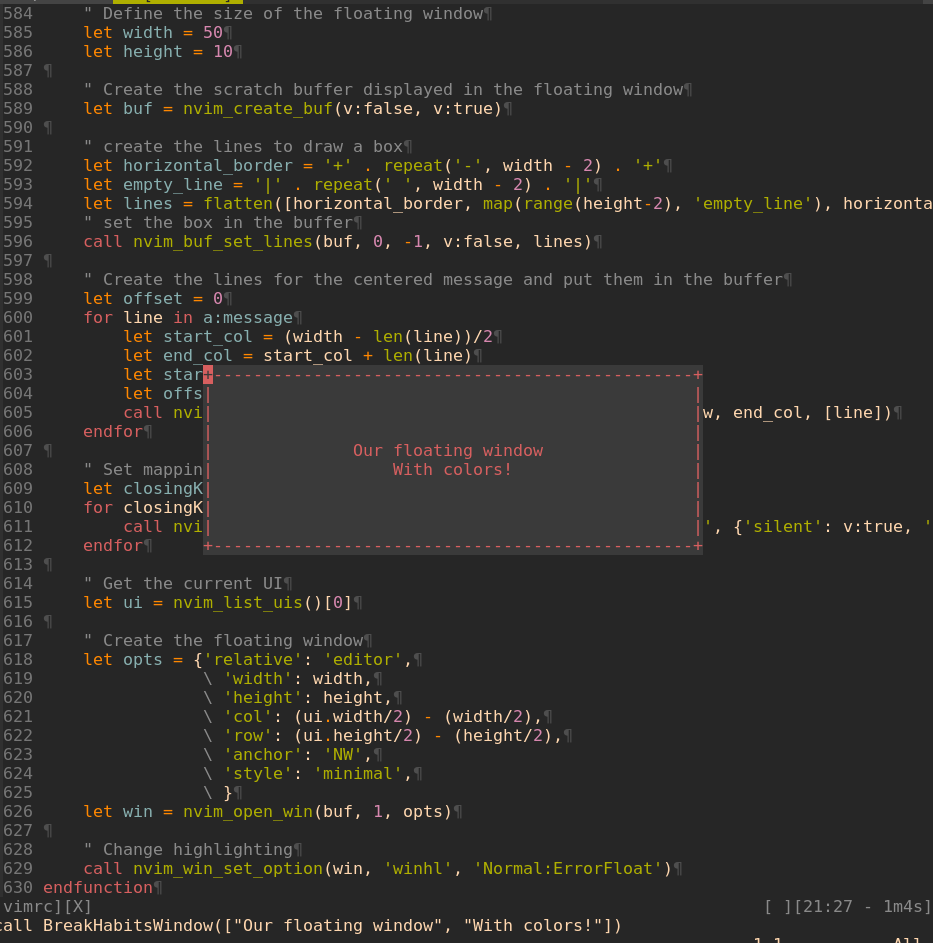 584     " Define the size of the floating window¶
585     let width = 50¶
586     let height = 10¶
587 ¶
588     " Create the scratch buffer displayed in the floating window¶
589     let buf = nvim_create_buf(v:false, v:true)¶
590 ¶
591     " create the lines to draw a box¶
592     let horizontal_border = '+' . repeat('-', width - 2) . '+'¶
593     let empty_line = '|' . repeat(' ', width - 2) . '|'¶
594     let lines = flatten([horizontal_border, map(range(height-2), 'empty_line'), horizonta
595     " set the box in the buffer¶
596     call nvim_buf_set_lines(buf, 0, -1, v:false, lines)¶
597 ¶
598     " Create the lines for the centered message and put them in the buffer¶
599     let offset = 0¶
600     for line in a:message¶
601         let start_col = (width - len(line))/2¶
602         let end_col = start_col + len(line)¶
603         let star+------------------------------------------------+
604         let offs|                                                |
605         call nvi|                                                |w, end_col, [line])¶
606     endfor¶     |                                                |
607 ¶               |              Our floating window               |
608     " Set mappin|                  With colors!                  |
609     let closingK|                                                |
610     for closingK|                                                |
611         call nvi|                                                |', {'silent': v:true, '
612     endfor¶     +------------------------------------------------+
613 ¶
614     " Get the current UI¶
615     let ui = nvim_list_uis()[0]¶
616 ¶
617     " Create the floating window¶
618     let opts = {'relative': 'editor',¶
619                 \ 'width': width,¶
620                 \ 'height': height,¶
621                 \ 'col': (ui.width/2) - (width/2),¶
622                 \ 'row': (ui.height/2) - (height/2),¶
623                 \ 'anchor': 'NW',¶
624                 \ 'style': 'minimal',¶
625                 \ }¶
626     let win = nvim_open_win(buf, 1, opts)¶
627 ¶
628     " Change highlighting¶
629     call nvim_win_set_option(win, 'winhl', 'Normal:ErrorFloat')¶
630 endfunction¶
vimrc][X] [ ][21:27 - 1m4s]
call BreakHabitsWindow(["Our floating window", "With colors!"])